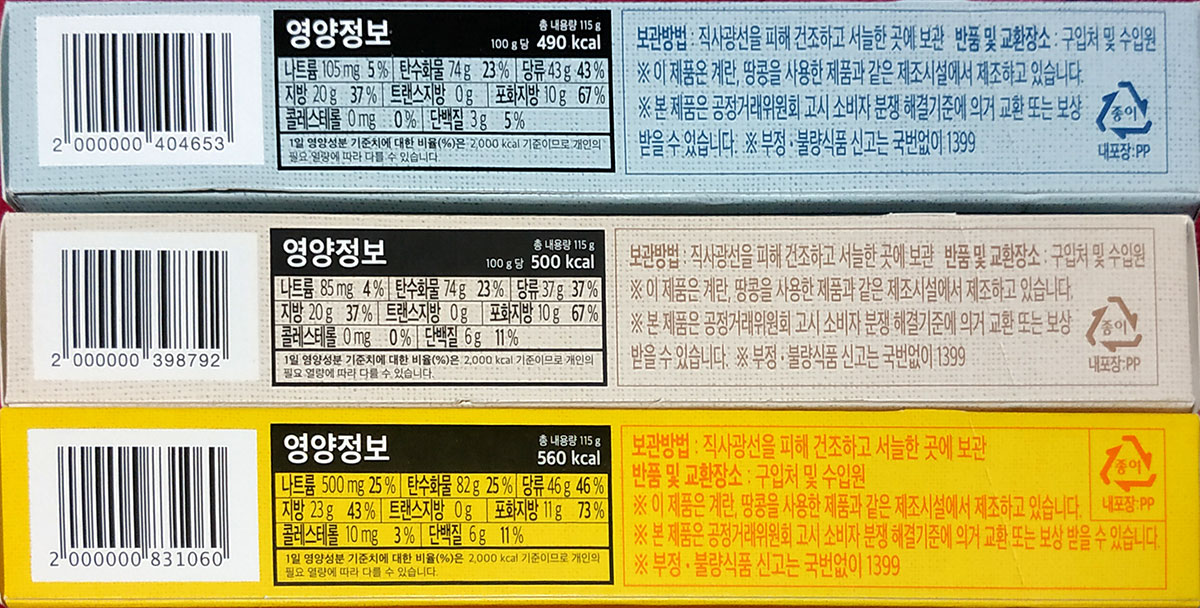 영양정보
총 내용량 115 g
100 g 당 490 kcal
나트륨 105 mg 5 % 탄수화물 74 g 23 % 당류 43 g 43 %
지방 20 g 37 % 트랜스지방 0 g 포화지방 10 g 67 %
콜레스테롤 0 mg 0 % 단백질 3 g 5 %
1일 영양성분 기준치에 대한 비율(%)은 2,000 kcal 기준이므로 개인의
필요 열량에 따라 다를 수 있습니다.
2 000000 404653
보관방법 : 직사광선을 피해 건조하고 서늘한 곳에 보관 반품 및 교환장소 : 구입처 및 수입원
※ 이 제품은 계란, 땅콩을 사용한 제품과 같은 제조시설에서 제조하고 있습니다.
※ 본 제품은 공정거래위원회 고시 소비자 분쟁 해결기준에 의거 교환 또는 보상
받을 수 있습니다. ※ 부정 · 불량식품 신고는 국번없이 1399
종이
내포장:PP
영양정보
총 내용량 115 g
100 g 당 500 kcal
나트륨 85 mg 4 % 탄수화물 74 g 23 % 당류 37 g 37 %
지방 20 g 37 % 트랜스지방 0 g 포화지방 10 g 67 %
콜레스테롤 0 mg 0 % 단백질 6 g 11 %
1일 영양성분 기준치에 대한 비율(%)은 2,000 kcal 기준이므로 개인의
필요 열량에 따라 다를 수 있습니다.
2 000000 398792
보관방법 : 직사광선을 피해 건조하고 서늘한 곳에 보관 반품 및 교환장소 : 구입처 및 수입원
※ 이 제품은 계란, 땅콩을 사용한 제품과 같은 제조시설에서 제조하고 있습니다.
※ 본 제품은 공정거래위원회 고시 소비자 분쟁 해결기준에 의거 교환 또는 보상
받을 수 있습니다. ※ 부정 · 불량식품 신고는 국번없이 1399
종이
내포장:PP
영양정보
총 내용량 115 g
560 kcal
나트륨 500 mg 25 % 탄수화물 82 g 25 % 당류 46 g 46 %
지방 23 g 43 % 트랜스지방 0 g 포화지방 11 g 73 %
콜레스테롤 10 mg 3 % 단백질 6 g 11 %
1일 영양성분 기준치에 대한 비율(%)은 2,000 kcal 기준이므로 개인의
필요 열량에 따라 다를 수 있습니다.
2 000000 831060
보관방법 : 직사광선을 피해 건조하고 서늘한 곳에 보관
반품 및 교환장소 : 구입처 및 수입원
※ 이 제품은 계란, 땅콩을 사용한 제품과 같은 제조시설에서 제조하고 있습니다.
※ 본 제품은 공정거래위원회 고시 소비자 분쟁 해결기준에 의거 교환 또는 보상 받을 수 있습니다.
※ 부정 · 불량식품 신고는 국번없이 1399
종이
내포장:PP